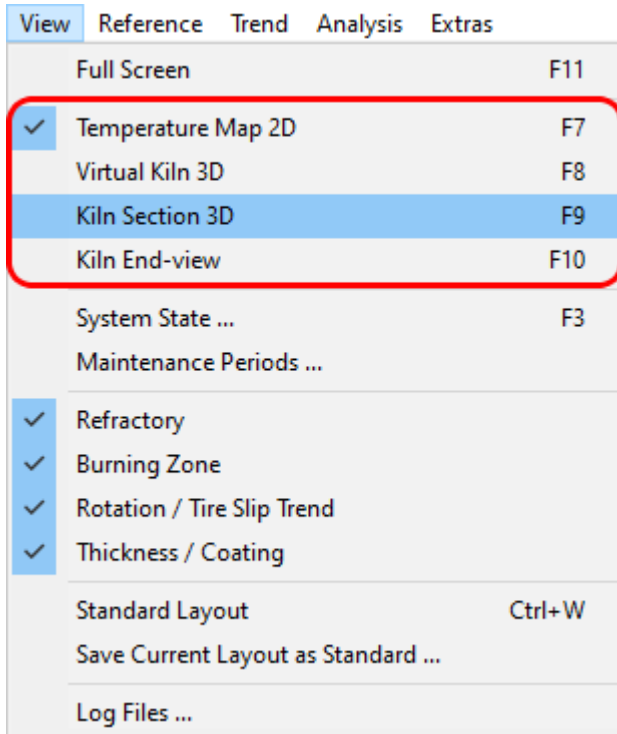 View Reference Trend Analysis Extras
Full Screen F11
Temperature Map 2D F7
Virtual Kiln 3D F8
Kiln Section 3D F9
Kiln End-view F10
System State ... F3
Maintenance Periods ...
Refractory
Burning Zone
Rotation / Tire Slip Trend
Thickness / Coating
Standard Layout Ctrl+W
Save Current Layout as Standard ...
Log Files ...